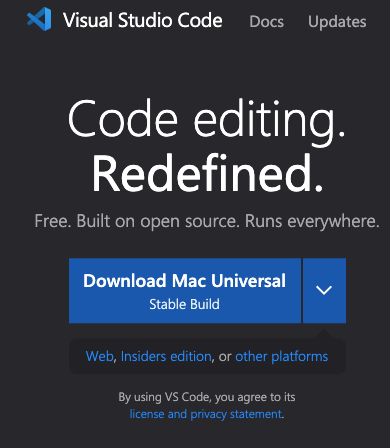 Visual Studio Code Docs Updates
Code editing.
Redefined.
Free. Built on open source. Runs everywhere.
Download Mac Universal
Stable Build
Web, Insiders edition, or other platforms
By using VS Code, you agree to its
license and privacy statement.